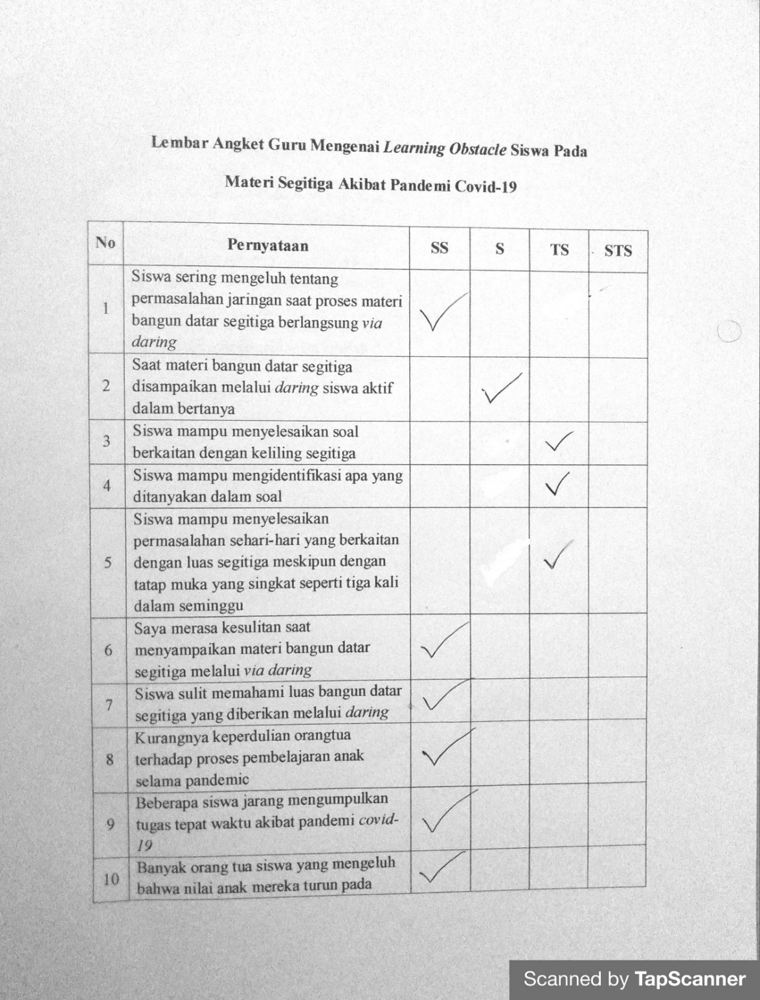 Lembar Angket Guru Mengenai Learning Obstacle Siswa Pada
Materi Segitiga Akibat Pandemi Covid-19
No Pernyataan SS S TS STS
Siswa sering mengeluh tentang
permasalahan jaringan saat proses materi
1 ✓
bangun datar segitiga berlangsung via
daring
Saat materi bangun datar segitiga
2 disampaikan melalui daring siswa aktif ✓
dalam bertanya
3 Siswa mampu menyelesaikan soal ✓
berkaitan dengan keliling segitiga
4 Siswa mampu mengidentifikasi apa yang ✓
ditanyakan dalam soal
Siswa mampu menyelesaikan
permasalahan sehari-hari yang berkaitan
5 dengan luas segitiga meskipun dengan ✓
tatap muka yang singkat seperti tiga kali
dalam seminggu
Saya merasa kesulitan saat
6 menyampaikan materi bangun datar ✓
segitiga melalui via daring
7 Siswa sulit memahami luas bangun datar ✓
segitiga yang diberikan melalui daring
Kurangnya keperdulian orangtua
8 terhadap proses pembelajaran anak ✓
selama pandemic
Beberapa siswa jarang mengumpulkan
9 tugas tepat waktu akibat pandemi covid- ✓
19
10 Banyak orang tua siswa yang mengeluh ✓
bahwa nilai anak mereka turun pada
Scanned by TapScanner